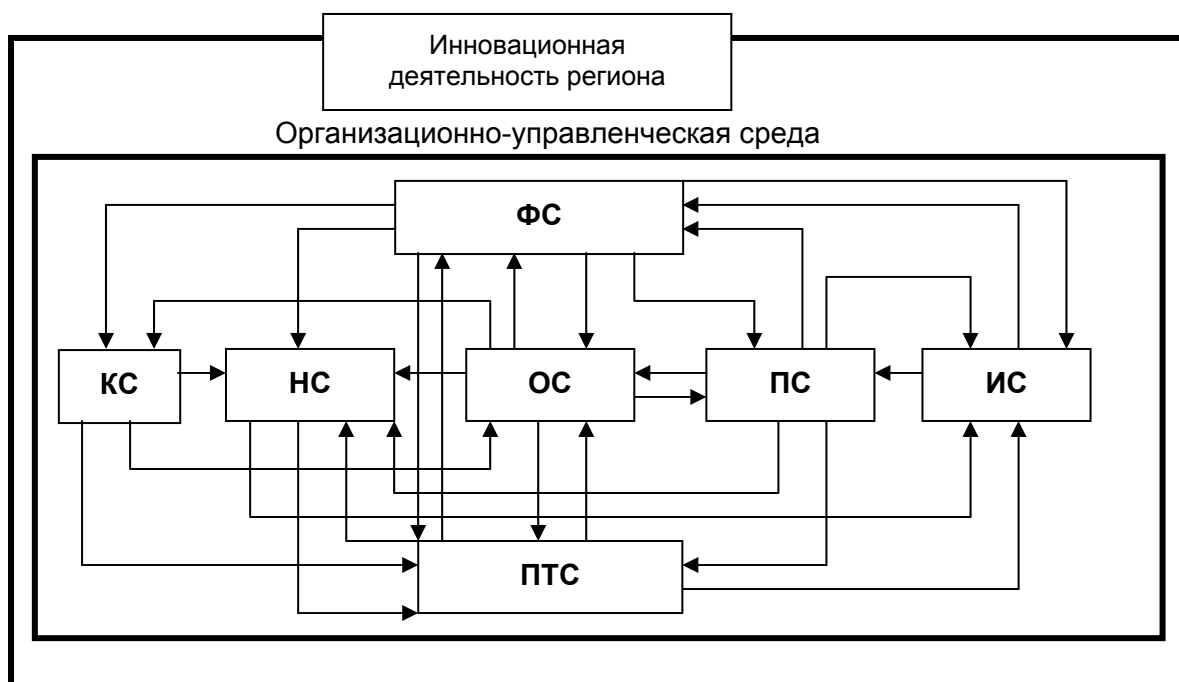 Инновационная
деятельность региона
Организационно-управленческая среда
ФС
КС
НС
ОС
ПС
ИС
ПТС